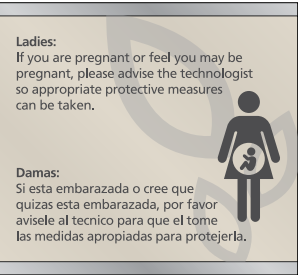 Ladies:
If you are pregnant or feel you may be
pregnant, please advise the technologist
so appropriate protective measures
can be taken.
Damas:
Si esta embarazada o cree que
quizas esta embarazada, por favor
avisele al tecnico para que el tome
las medidas apropiadas para protejerla.